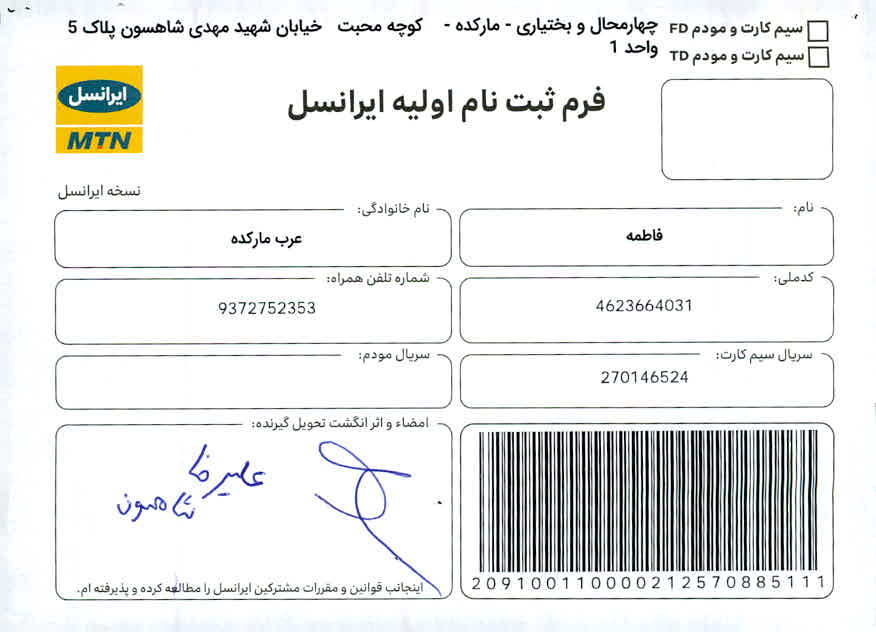 سیم کارت و مودم FD
سیم کارت و مودم TD
چهارمحال و بختیاری - مارکده - کوچه محبت خیابان شهید مهدی شاهسون پلاک 5
واحد 1
ایرانسل
MTN
فرم ثبت نام اولیه ایرانسل
نسخه ایرانسل
نام:
فاطمه
نام خانوادگی:
عرب مارکده
کدملی:
4623664031
شماره تلفن همراه:
9372752353
سریال سیم کارت:
270146524
سریال مودم:
امضاء و اثر انگشت تحویل گیرنده:
علیرضا
شاهسون
اینجانب قوانین و مقررات مشترکین ایرانسل را مطالعه کرده و پذیرفته ام.
2091001100002125708851​11